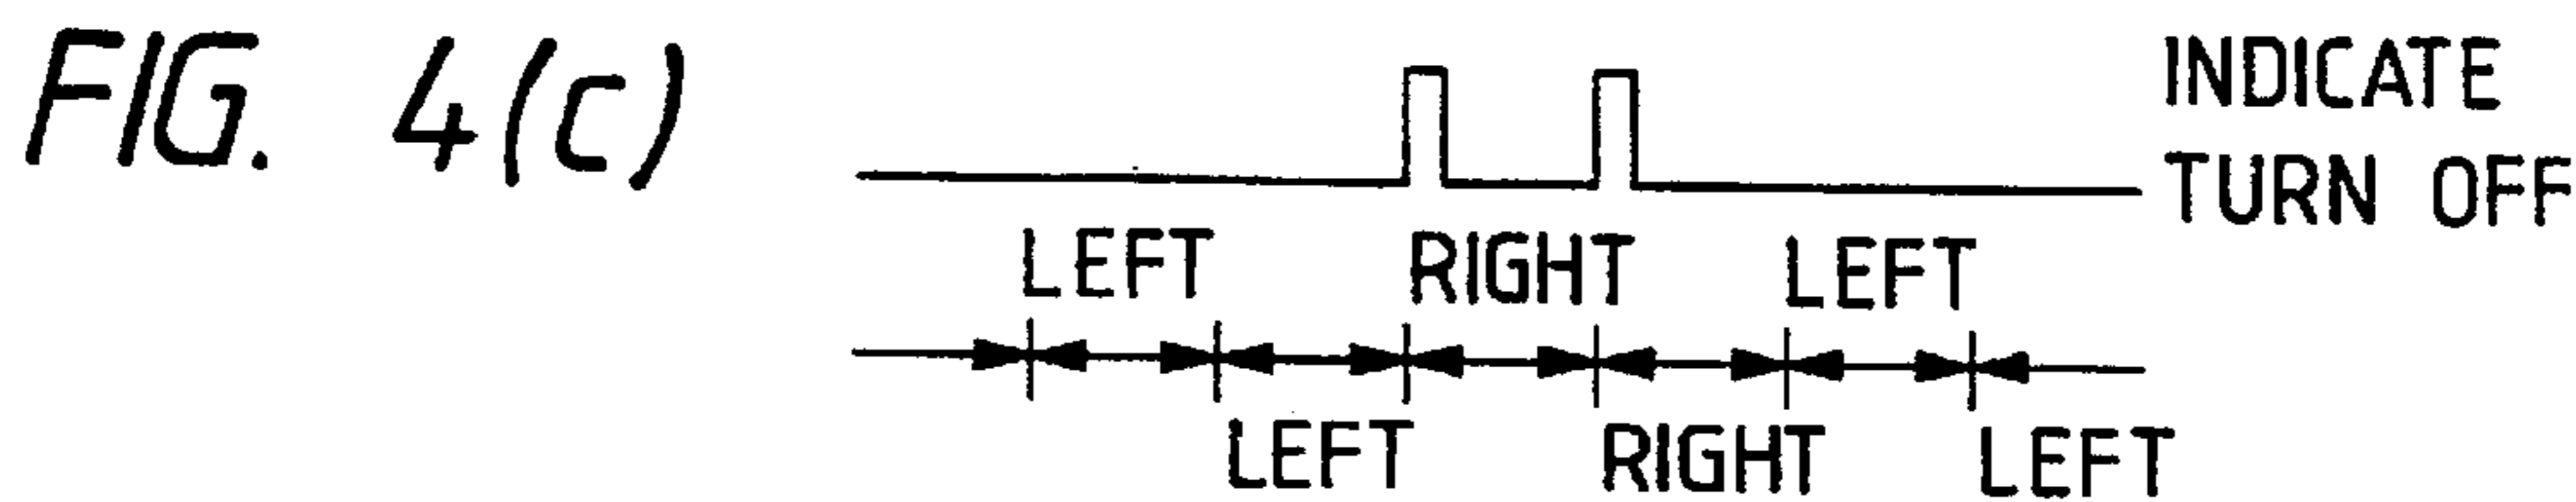 FIG. 4(c)
INDICATE
TURN OFF
LEFT RIGHT LEFT
LEFT RIGHT LEFT